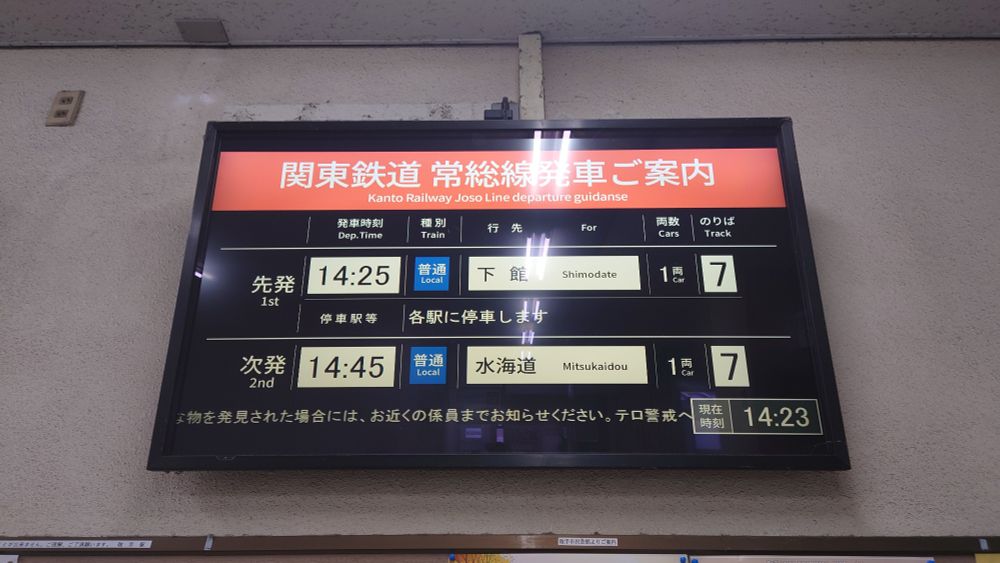 関東鉄道 常総線発車ご案内
Kanto Railway Joso Line departure guidanse
発車時刻 種別 行先 For 両数 のりば
Dep.Time Train Cars Track
先発 14:25 普通 下館 Shimodate 1両 7
1st Local Car
停車駅等 各駅に停車します
次発 14:45 普通 水海道 Mitsukaidou 1両 7
2nd Local Car
な物を発見された場合には、お近くの係員までお知らせください。テロ警戒へ 現在時刻 14:23